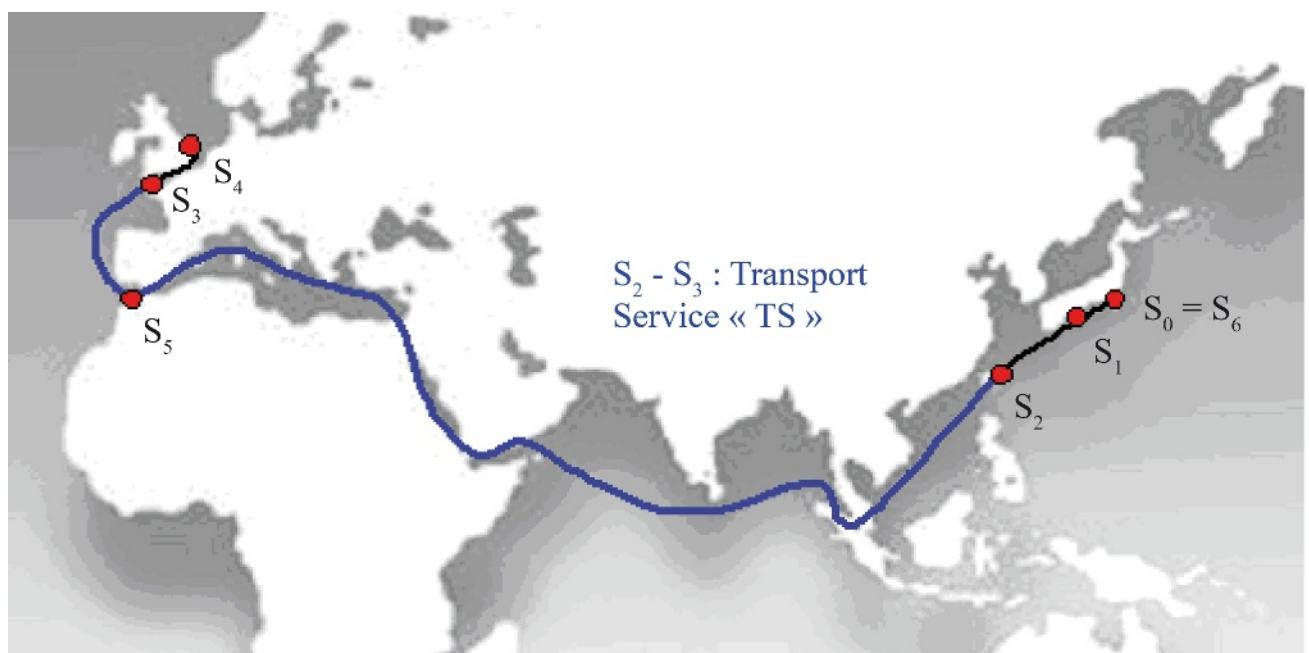 S₄
S₃
S₂ - S₃ : Transport
Service « TS »
S₀ = S₆
S₅
S₁
S₂